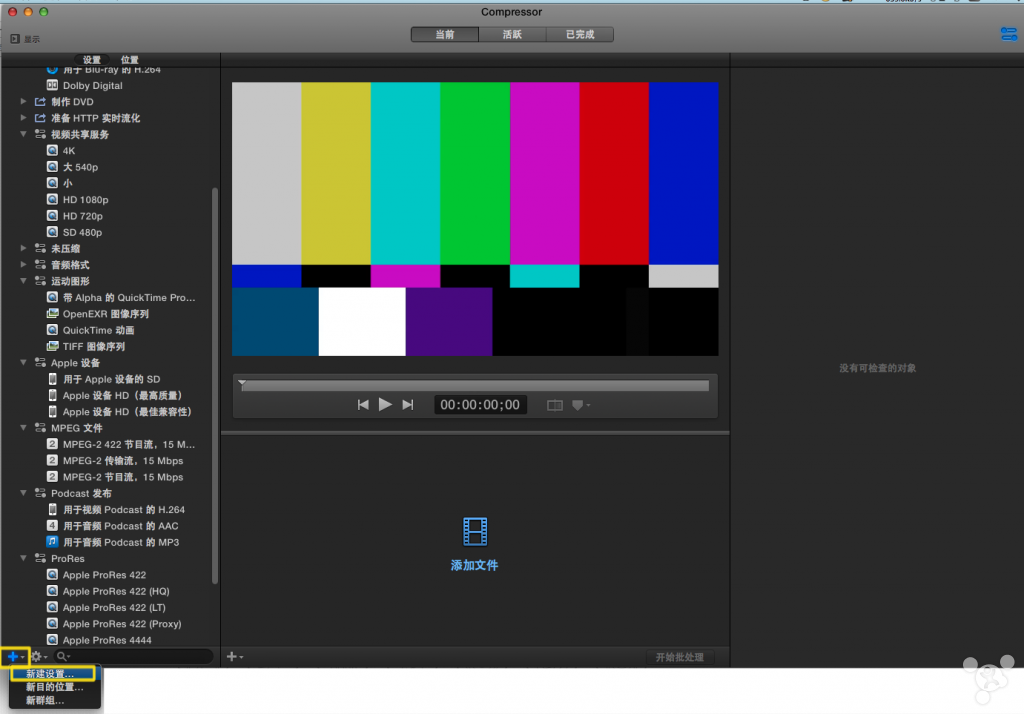 Compressor
显示
当前
活跃
已完成
设置
位置
用于 Blu-ray 的 H.264
Dolby Digital
制作 DVD
准备 HTTP 实时流化
视频共享服务
4K
大 540p
小
HD 1080p
HD 720p
SD 480p
未压缩
音频格式
运动图形
带 Alpha 的 QuickTime Pro...
OpenEXR 图像序列
QuickTime 动画
TIFF 图像序列
Apple 设备
用于 Apple 设备的 SD
Apple 设备 HD（最高质量）
Apple 设备 HD（最佳兼容性）
MPEG 文件
2 MPEG-2 422 节目流，15 M...
2 MPEG-2 传输流，15 Mbps
2 MPEG-2 节目流，15 Mbps
Podcast 发布
用于视频 Podcast 的 H.264
4 用于音频 Podcast 的 AAC
用于音频 Podcast 的 MP3
ProRes
Apple ProRes 422
Apple ProRes 422 (HQ)
Apple ProRes 422 (LT)
Apple ProRes 422 (Proxy)
Apple ProRes 4444
新建设置...
新目的位置...
新群组...
00:00:00;00
添加文件
开始批处理
没有可检查的对象